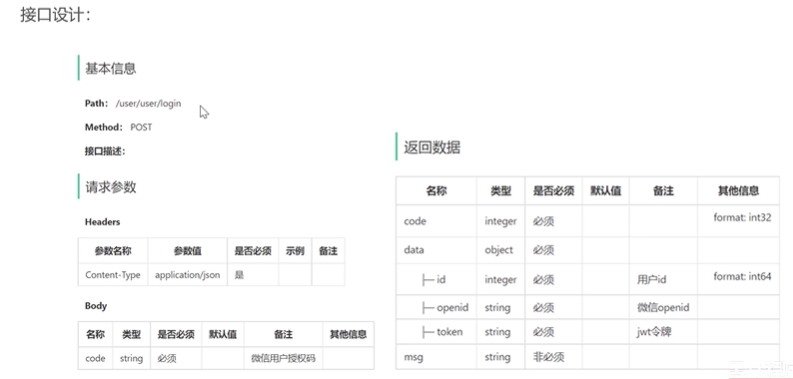 接口设计：
基本信息
Path： /user/user/login
Method： POST
接口描述：
请求参数
Headers
参数名称 参数值 是否必须 示例 备注
Content-Type application/json 是
Body
名称 类型 是否必须 默认值 备注 其他信息
code string 必须 微信用户授权码
返回数据
名称 类型 是否必须 默认值 备注 其他信息
code integer 必须 format: int32
data object 必须
├─ id integer 必须 用户id format: int64
├─ openid string 必须 微信openid
├─ token string 必须 jwt令牌
msg string 非必须